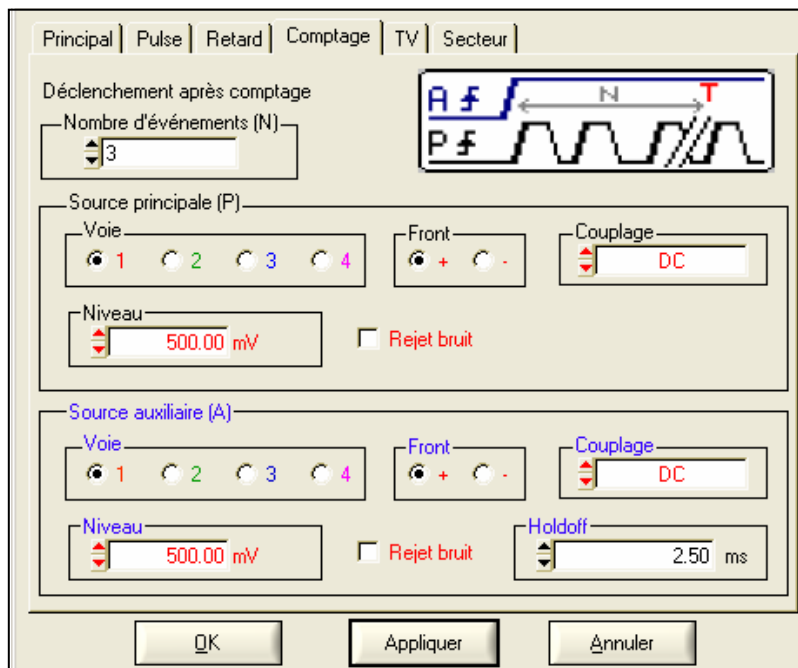 Principal Pulse Retard Comptage TV Secteur
Déclenchement après comptage
Nombre d'événements (N)
3
A N T
P
Source principale (P)
Voie Front Couplage
1 2 3 4 + - DC
Niveau
500.00 mV Rejet bruit
Source auxiliaire (A)
Voie Front Couplage
1 2 3 4 + - DC
Niveau Holdoff
500.00 mV Rejet bruit 2.50 ms
OK Appliquer Annuler